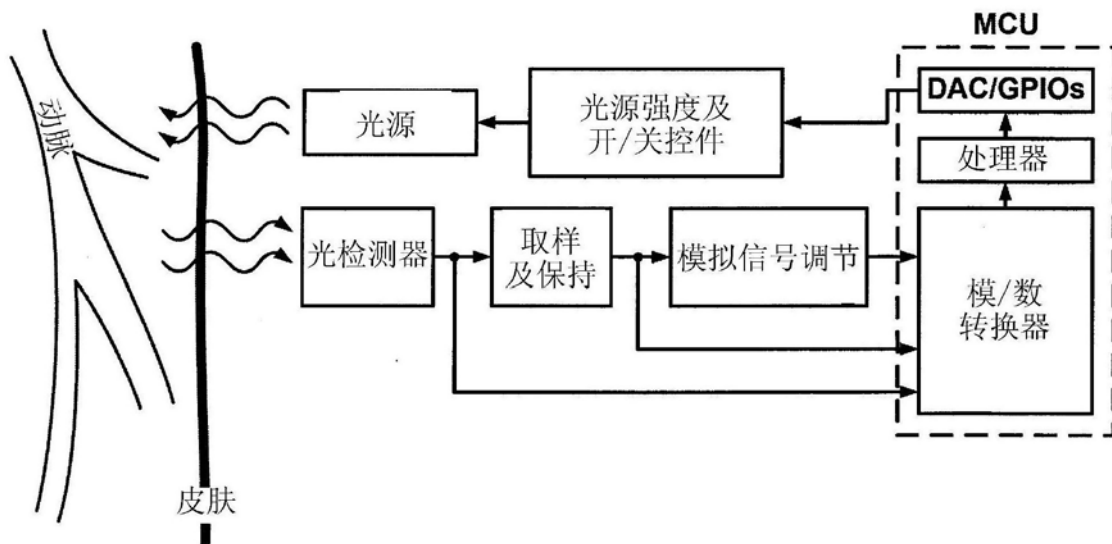 MCU
动脉
光源
光源强度及
开/关控件
DAC/GPIOs
处理器
光检测器
取样
及保持
模拟信号调节
模/数
转换器
皮肤